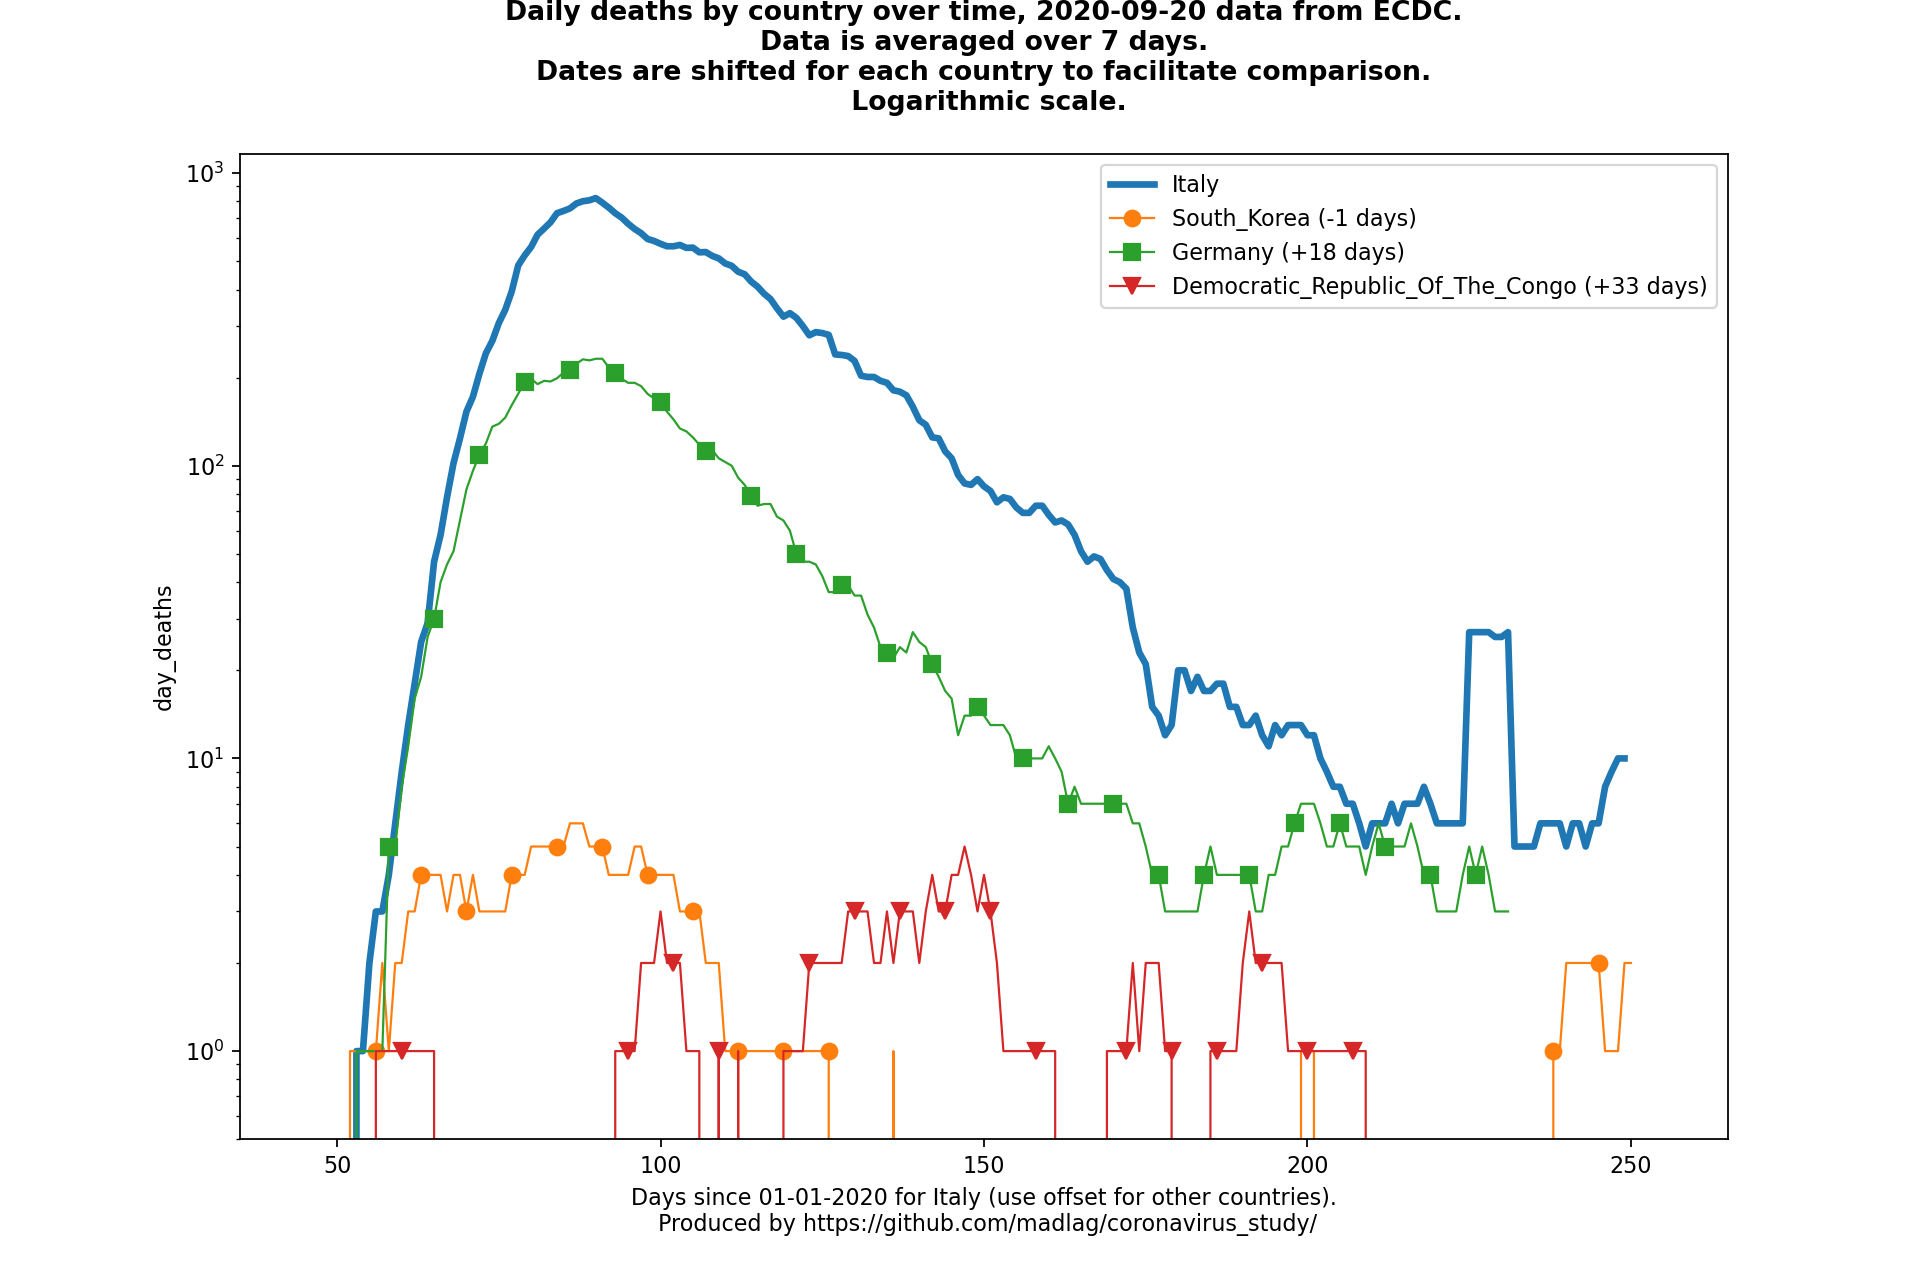 Daily deaths by country over time, 2020-09-20 data from ECDC.
Data is averaged over 7 days.
Dates are shifted for each country to facilitate comparison.
Logarithmic scale.
10³
10²
10¹
10⁰
day_deaths
Italy
South_Korea (-1 days)
Germany (+18 days)
Democratic_Republic_Of_The_Congo (+33 days)
50 100 150 200 250
Days since 01-01-2020 for Italy (use offset for other countries).
Produced by https://github.com/madlag/coronavirus_study/